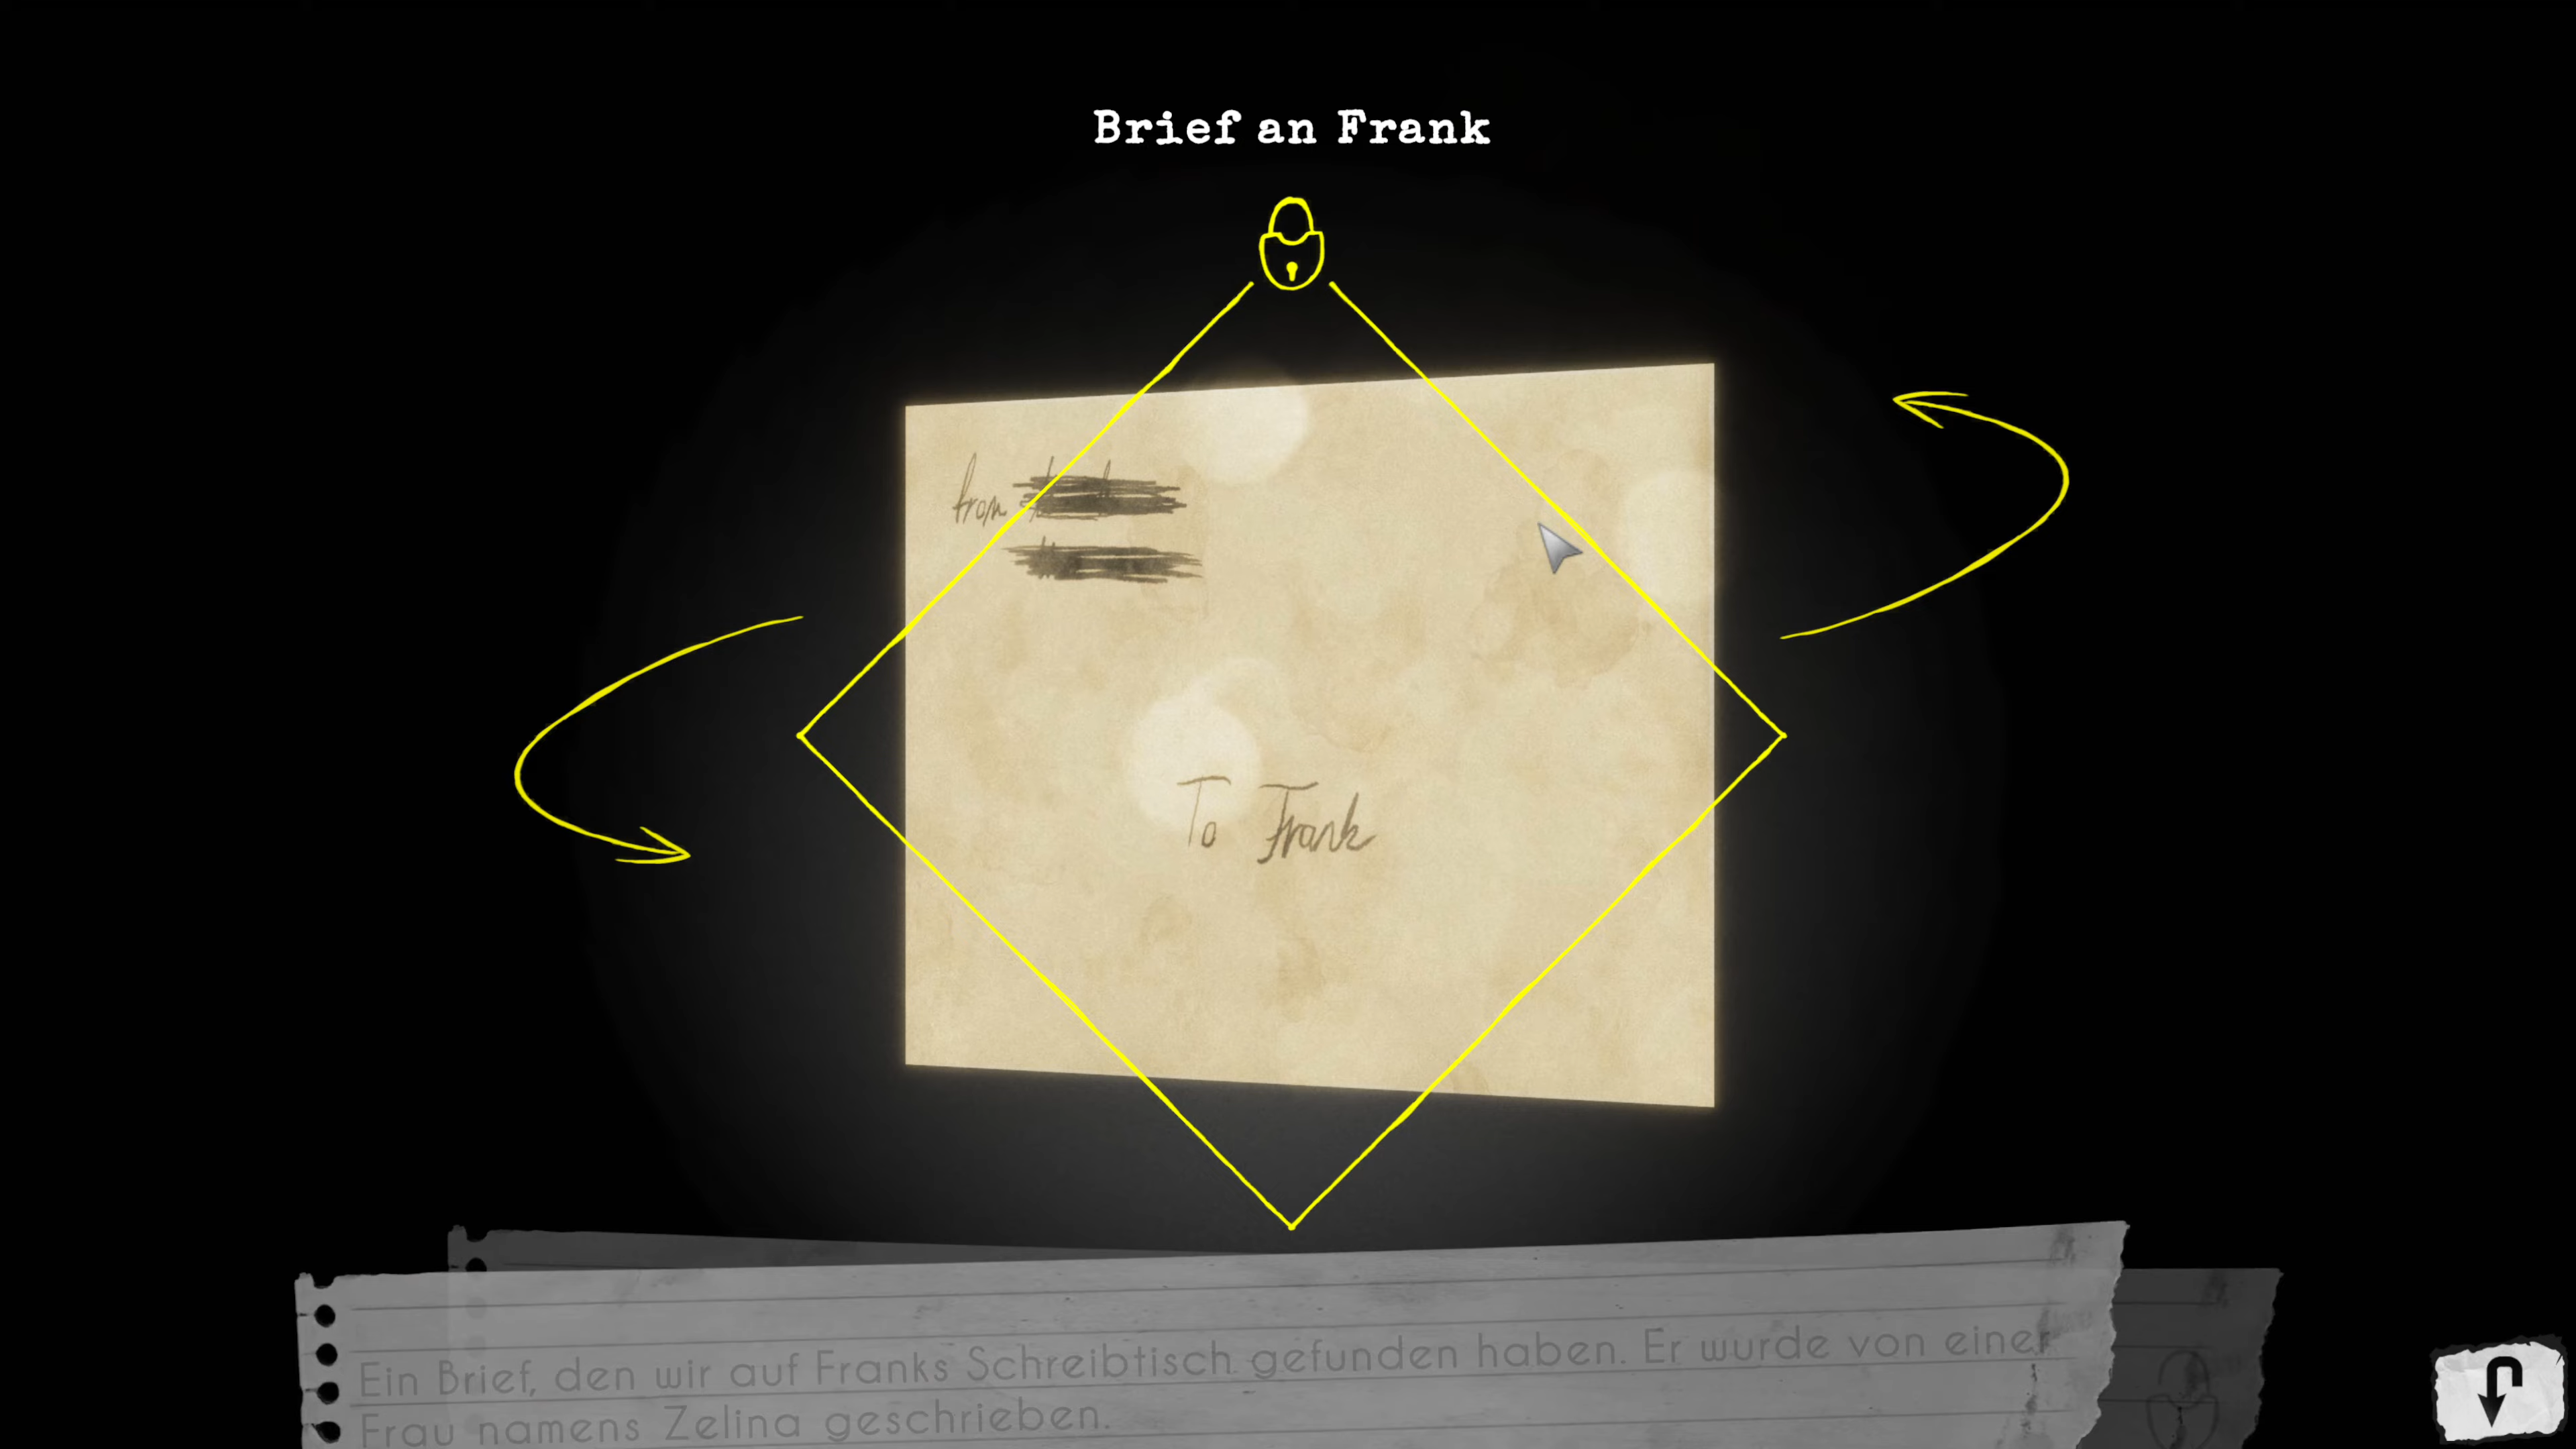 Brief an Frank
from
To Frank
Ein Brief, den wir auf Franks Schreibtisch gefunden haben. Er wurde von einer
Frau namens Zelina geschrieben.